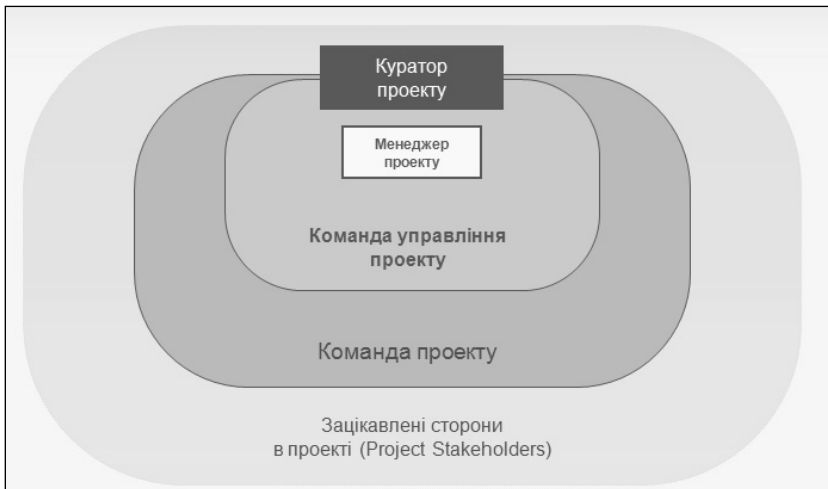 Куратор
проекту
Менеджер
проекту
Команда управління
проекту
Команда проекту
Зацікавлені сторони
в проекті (Project Stakeholders)